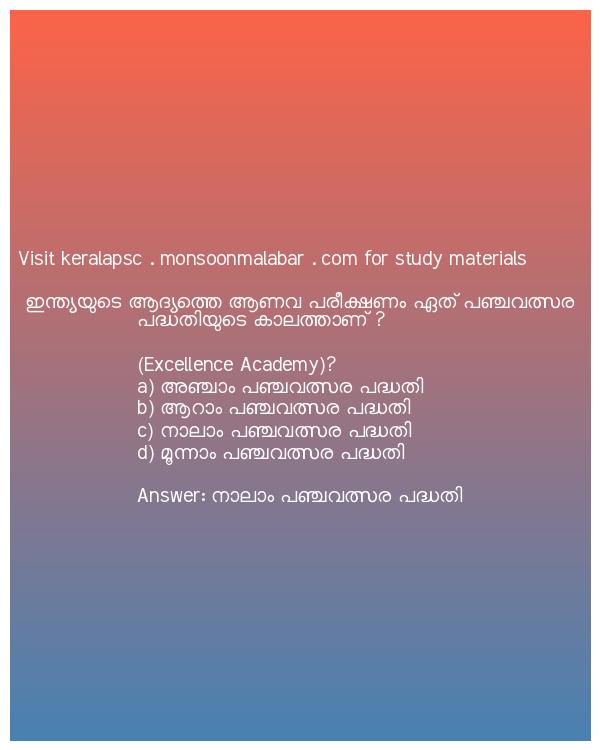 Visit keralapsc . monsoonmalabar . com for study materials
ഇന്ത്യയുടെ ആദ്യത്തെ ആണവ പരീക്ഷണം ഏത് പഞ്ചവത്സര
പദ്ധതിയുടെ കാലത്താണ് ?
(Excellence Academy)?
a) അഞ്ചാം പഞ്ചവത്സര പദ്ധതി
b) ആറാം പഞ്ചവത്സര പദ്ധതി
c) നാലാം പഞ്ചവത്സര പദ്ധതി
d) മൂന്നാം പഞ്ചവത്സര പദ്ധതി
Answer: നാലാം പഞ്ചവത്സര പദ്ധതി